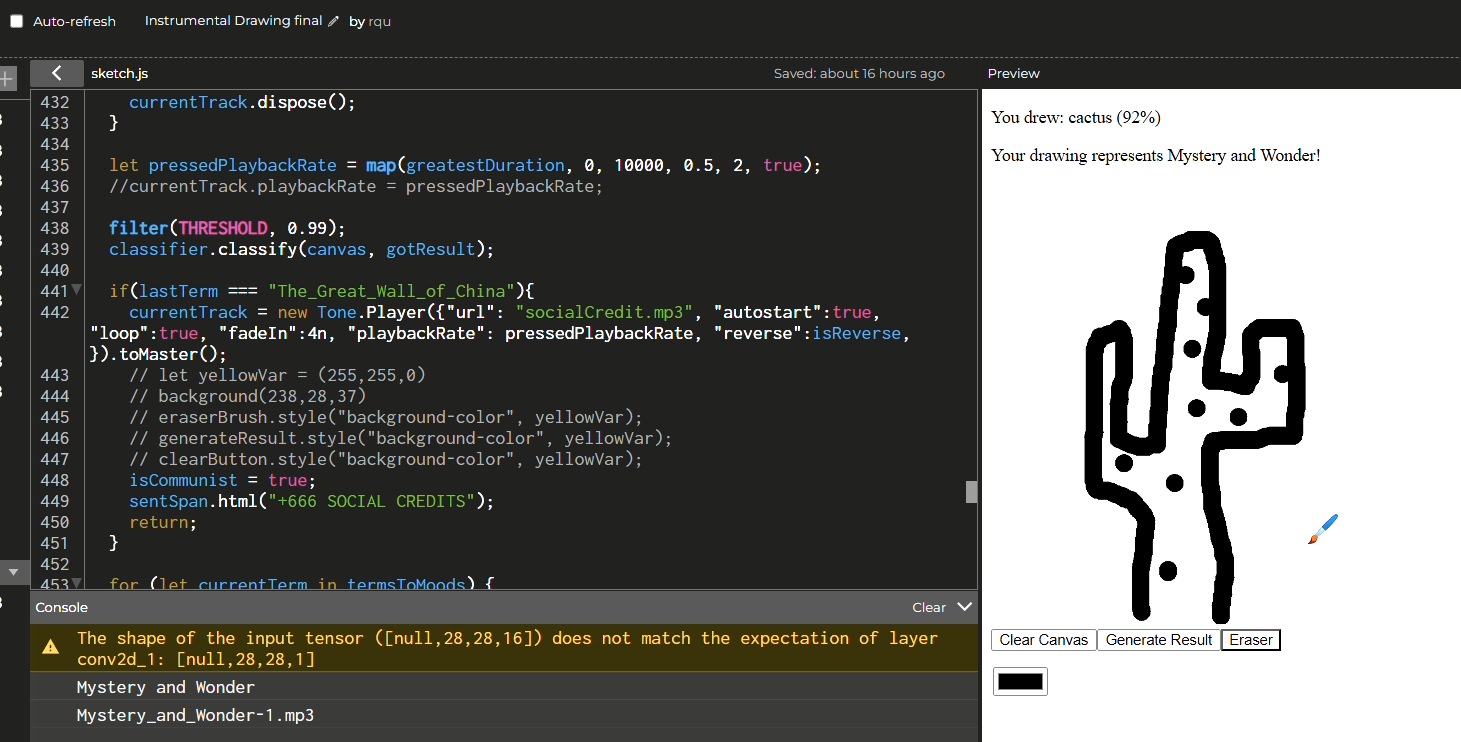 Auto-refresh Instrumental Drawing final by rqu
sketch.js Saved: about 16 hours ago Preview
432 currentTrack.dispose();
433 }
434
435 let pressedPlaybackRate = map(greatestDuration, 0, 10000, 0.5, 2, true);
436 //currentTrack.playbackRate = pressedPlaybackRate;
437
438 filter(THRESHOLD, 0.99);
439 classifier.classify(canvas, gotResult);
440
441 if(lastTerm === "The_Great_Wall_of_China"){
442 currentTrack = new Tone.Player({"url": "socialCredit.mp3", "autostart":true,
"loop":true, "fadeIn":4n, "playbackRate": pressedPlaybackRate, "reverse":isReverse,
}).toMaster();
443 // let yellowVar = (255,255,0)
444 // background(238,28,37)
445 // eraserBrush.style("background-color", yellowVar);
446 // generateResult.style("background-color", yellowVar);
447 // clearButton.style("background-color", yellowVar);
448 isCommunist = true;
449 sentSpan.html("+666 SOCIAL CREDITS");
450 return;
451 }
452
453 for (let currentTerm in termsToMoods) {
Console Clear
The shape of the input tensor ([null,28,28,16]) does not match the expectation of layer
conv2d_1: [null,28,28,1]
Mystery and Wonder
Mystery_and_Wonder-1.mp3
You drew: cactus (92%)
Your drawing represents Mystery and Wonder!
Clear Canvas Generate Result Eraser